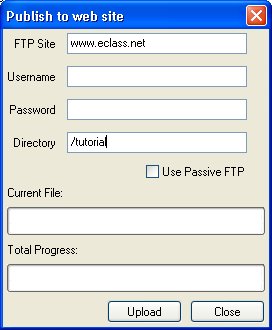 Publish to web site
FTP Site www.eclass.net
Username
Password
Directory /tutorial
Use Passive FTP
Current File:
Total Progress:
Upload Close